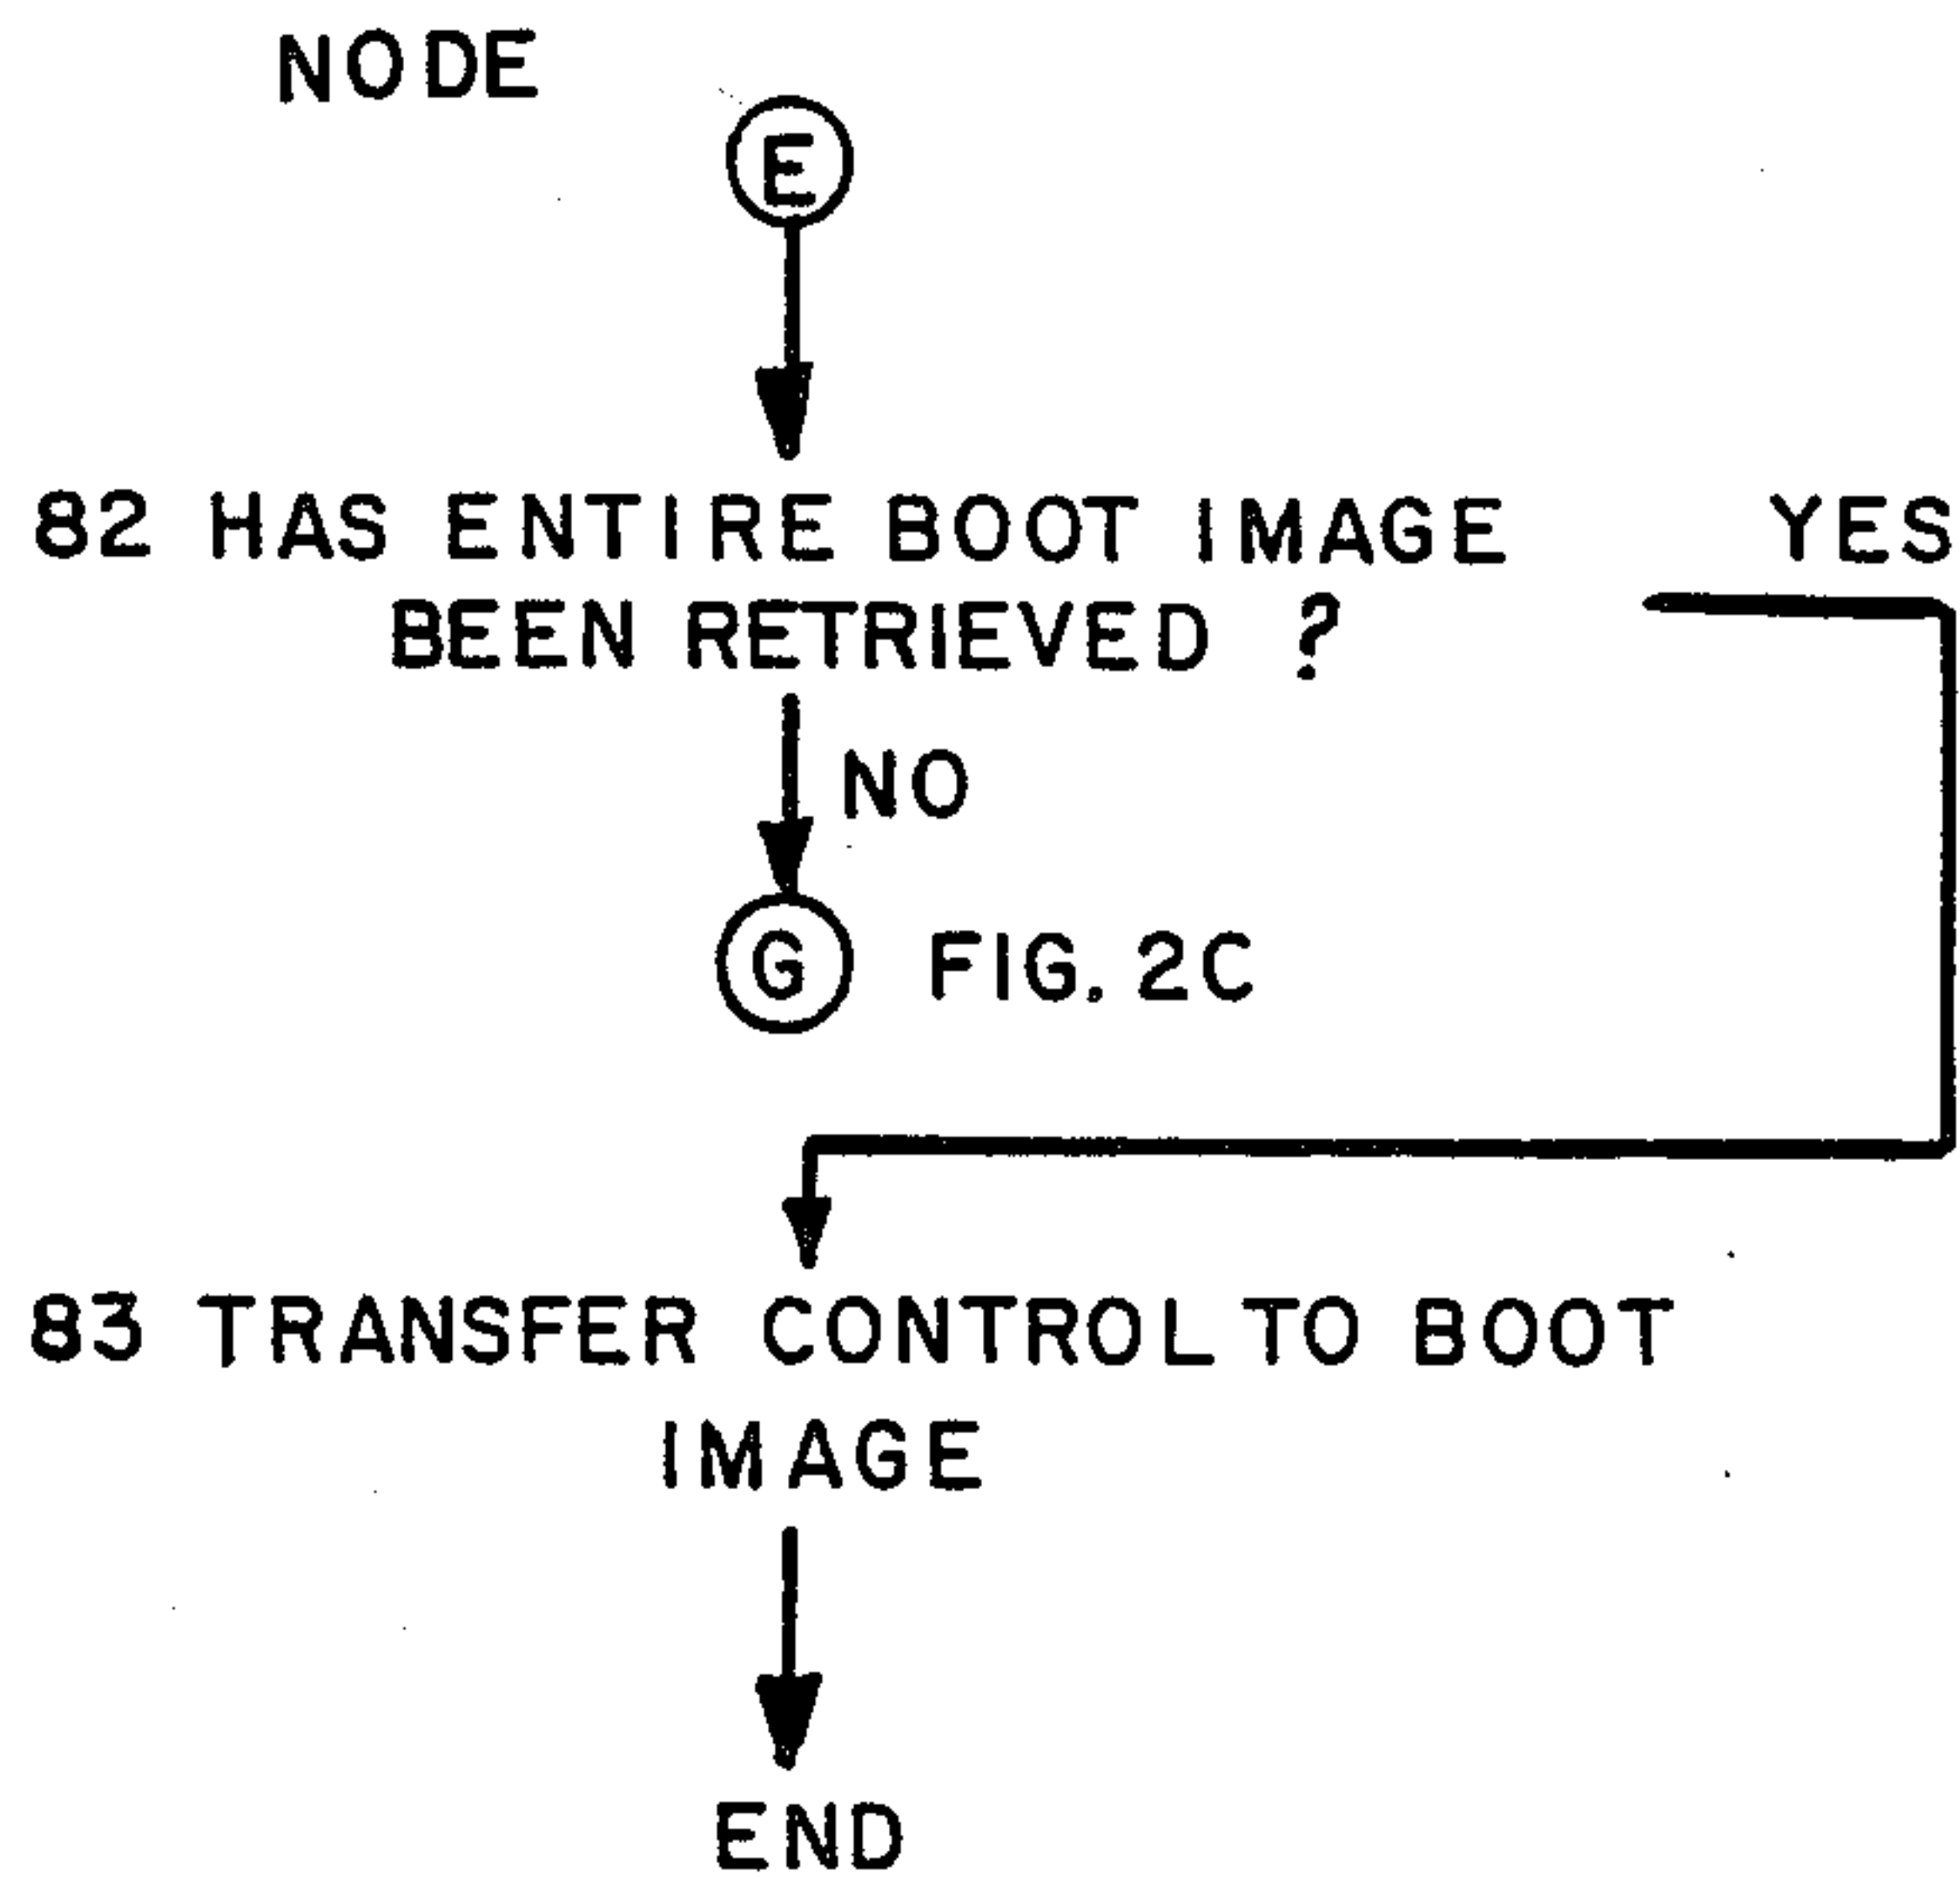 NODE
E
82 HAS ENTIRE BOOT IMAGE YES
BEEN RETRIEVED ?
NO
G FIG. 2C
83 TRANSFER CONTROL TO BOOT
IMAGE
END